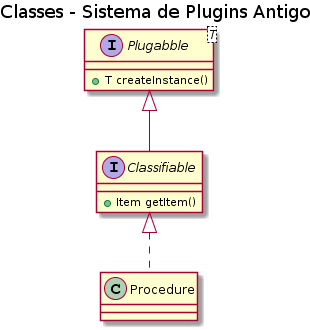 Classes - Sistema de Plugins Antigo
T
I Plugabble
T createInstance()
I Classifiable
Item getItem()
C Procedure